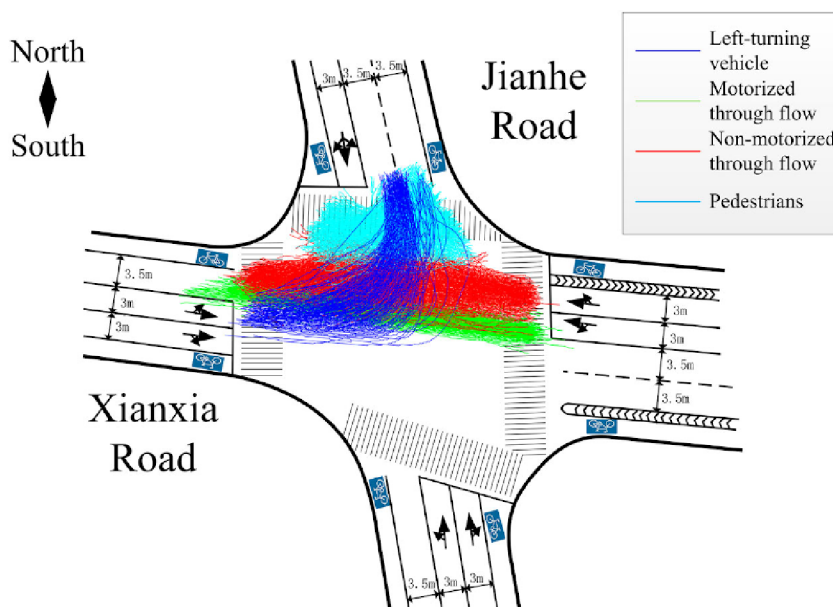 North
South
Jianhe
Road
Left-turning
vehicle
Motorized
through flow
Non-motorized
through flow
Pedestrians
3m
3.5m
3.5m
3.5m
3m
3m
3m
3m
3.5m
3.5m
Xianxia
Road
3.5m
3m
3m